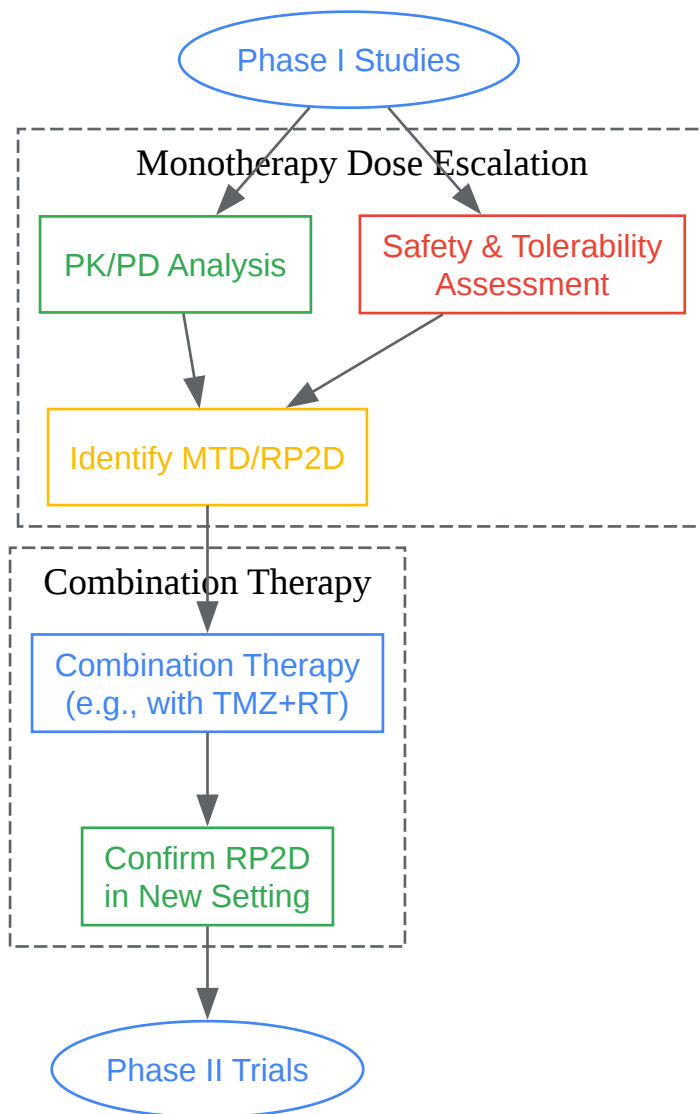 Phase I Studies
Monotherapy Dose Escalation
PK/PD Analysis
Safety & Tolerability
Assessment
Identify MTD/RP2D
Combination Therapy
Combination Therapy
(e.g., with TMZ+RT)
Confirm RP2D
in New Setting
Phase II Trials